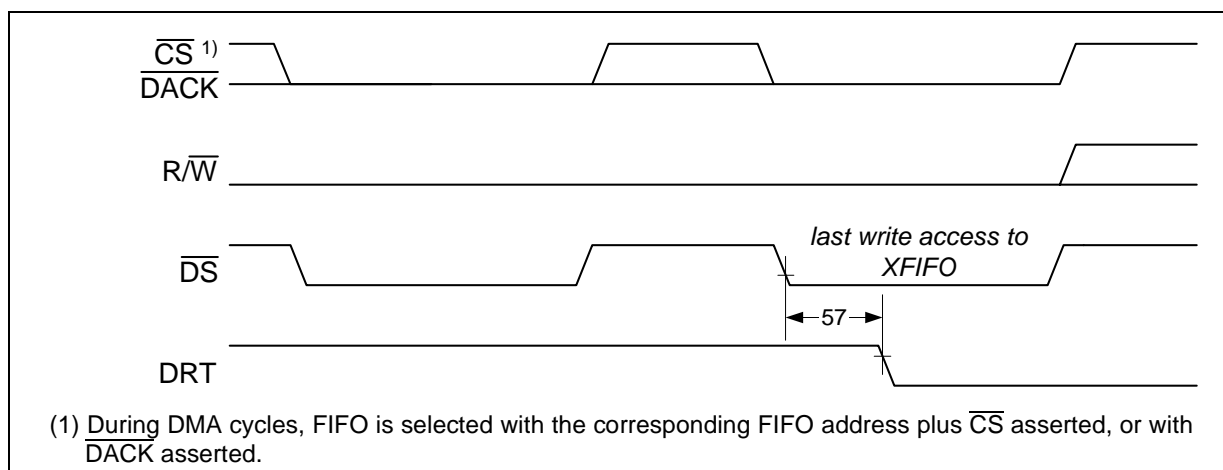 CS 1)
DACK
R/W
DS
last write access to
XFIFO
57
DRT
(1) During DMA cycles, FIFO is selected with the corresponding FIFO address plus CS asserted, or with
DACK asserted.